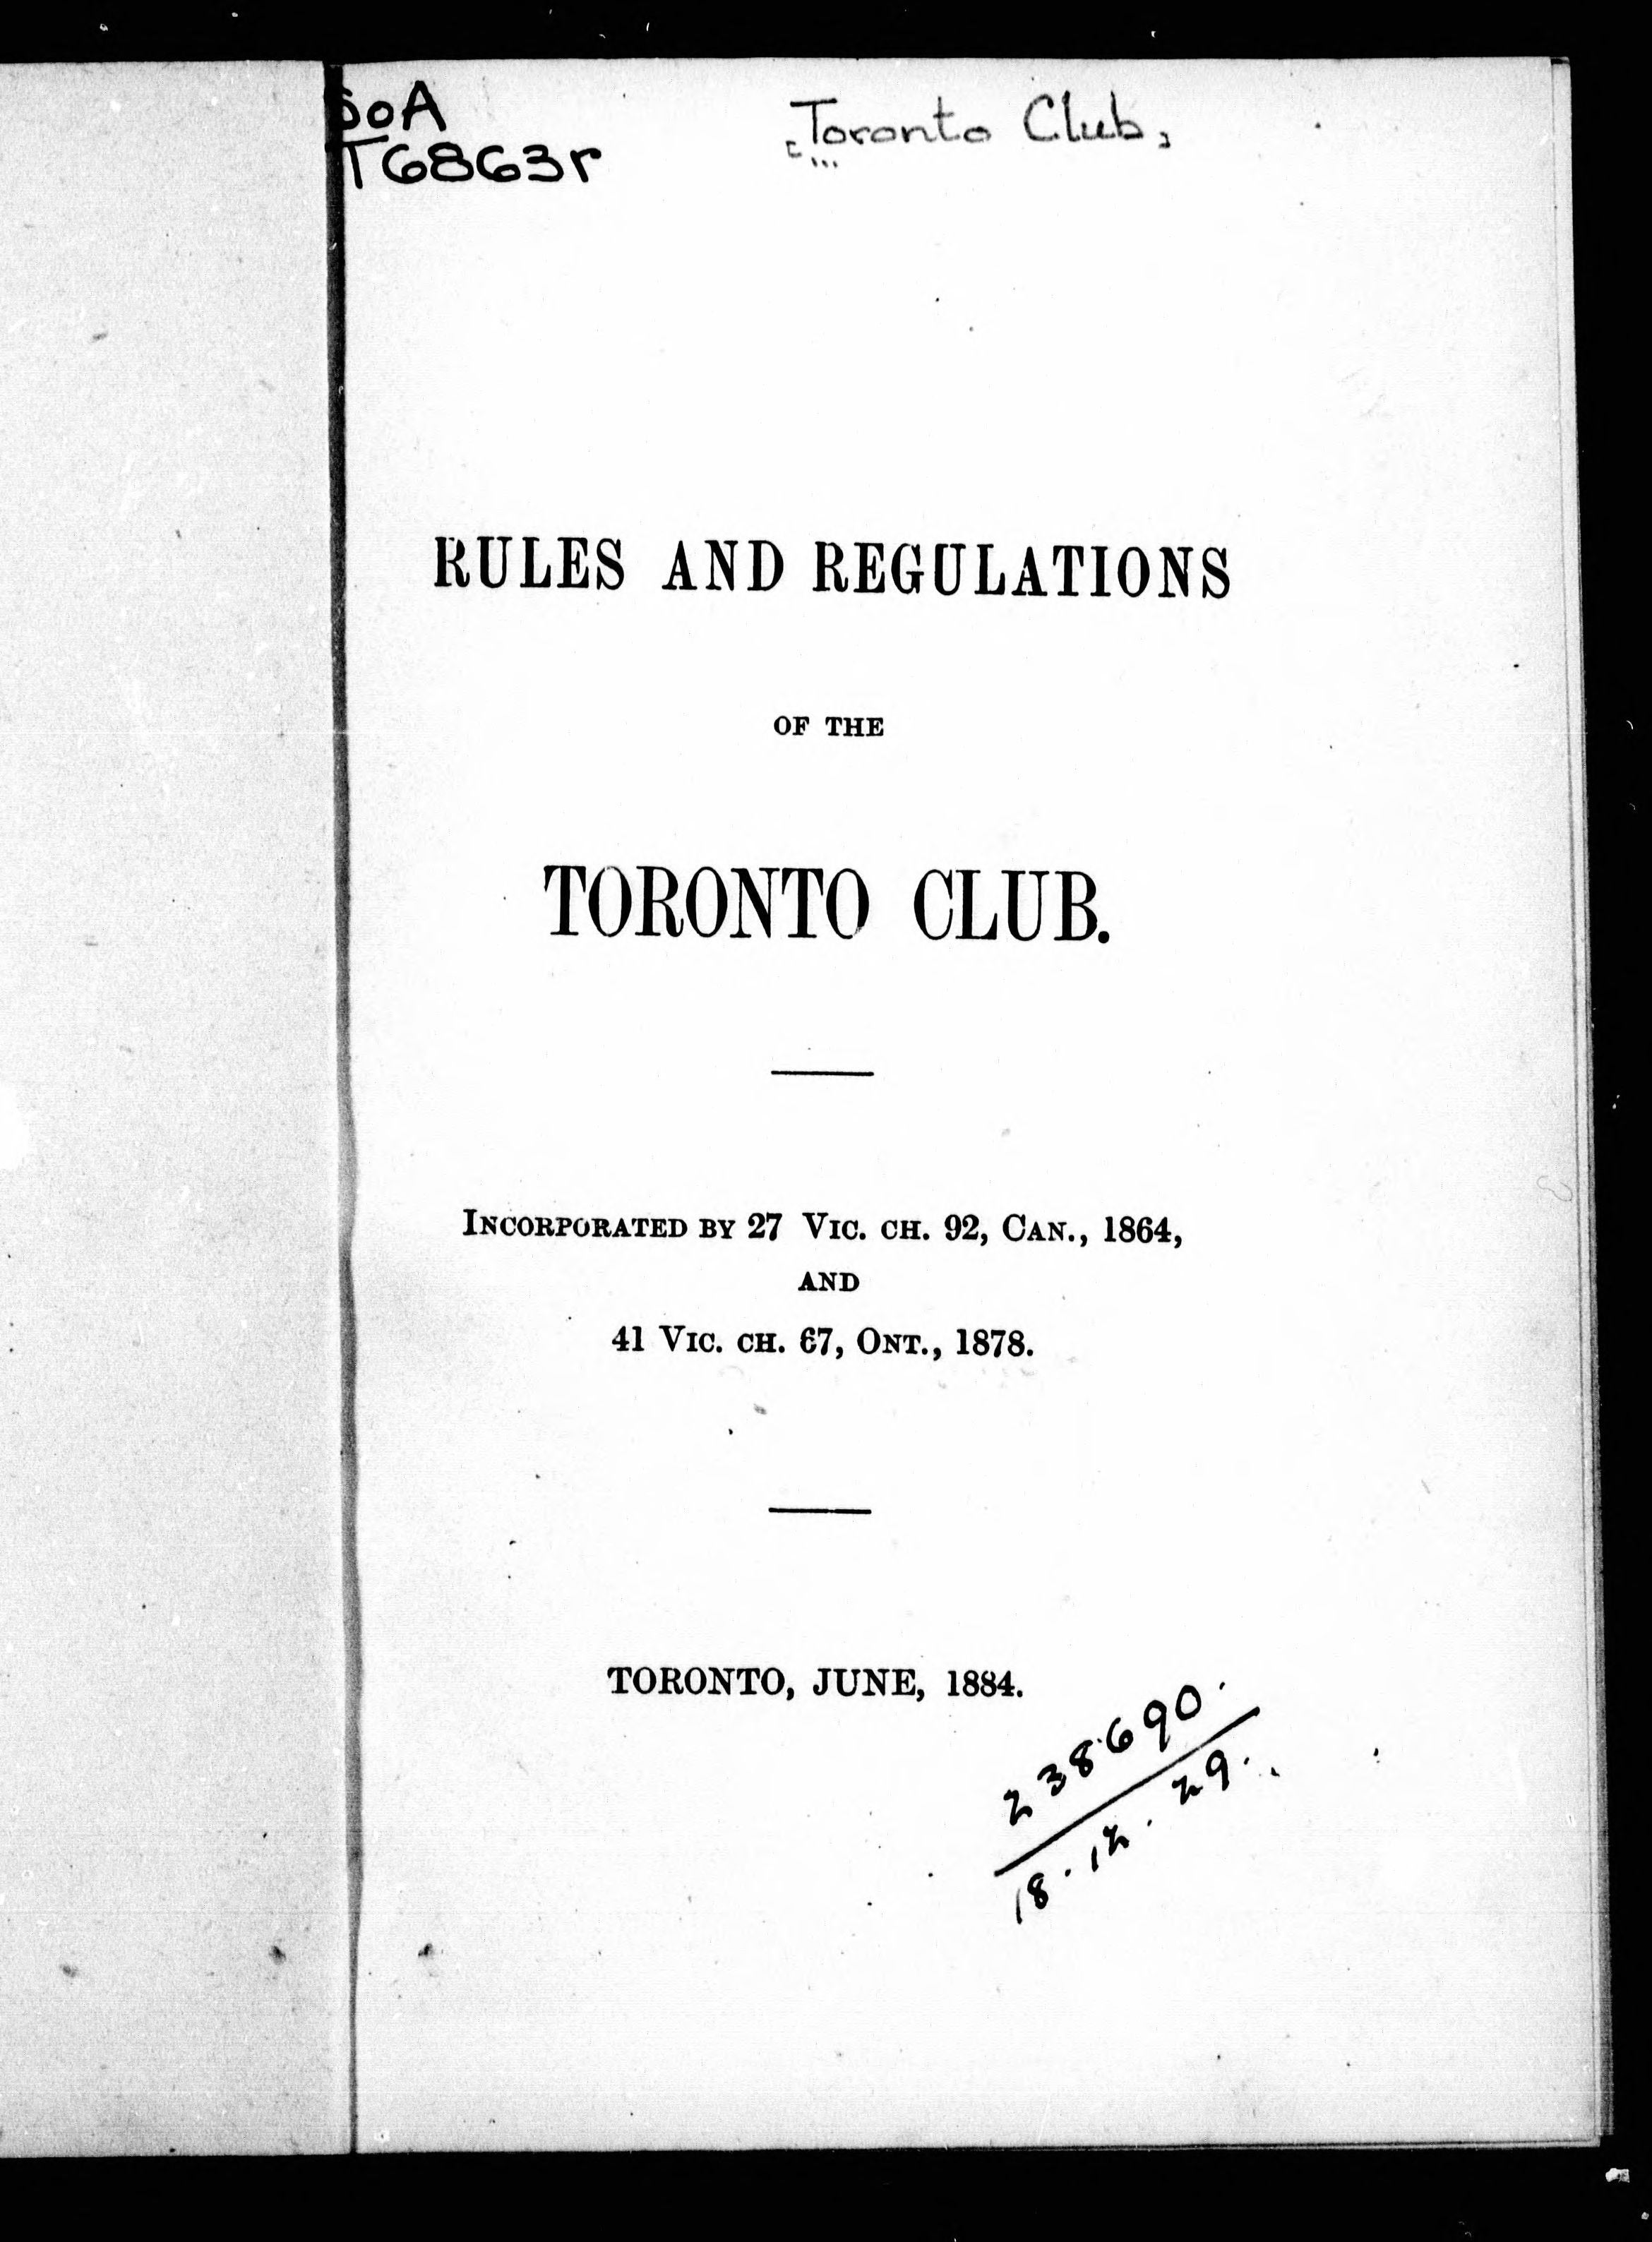 T6863r
[Toronto Club]
RULES AND REGULATIONS
OF THE
TORONTO CLUB.
INCORPORATED BY 27 VIC. CH. 92, CAN., 1864,
AND
41 VIC. CH. 67, ONT., 1878.
TORONTO, JUNE, 1884.
238690.
18.12.29.